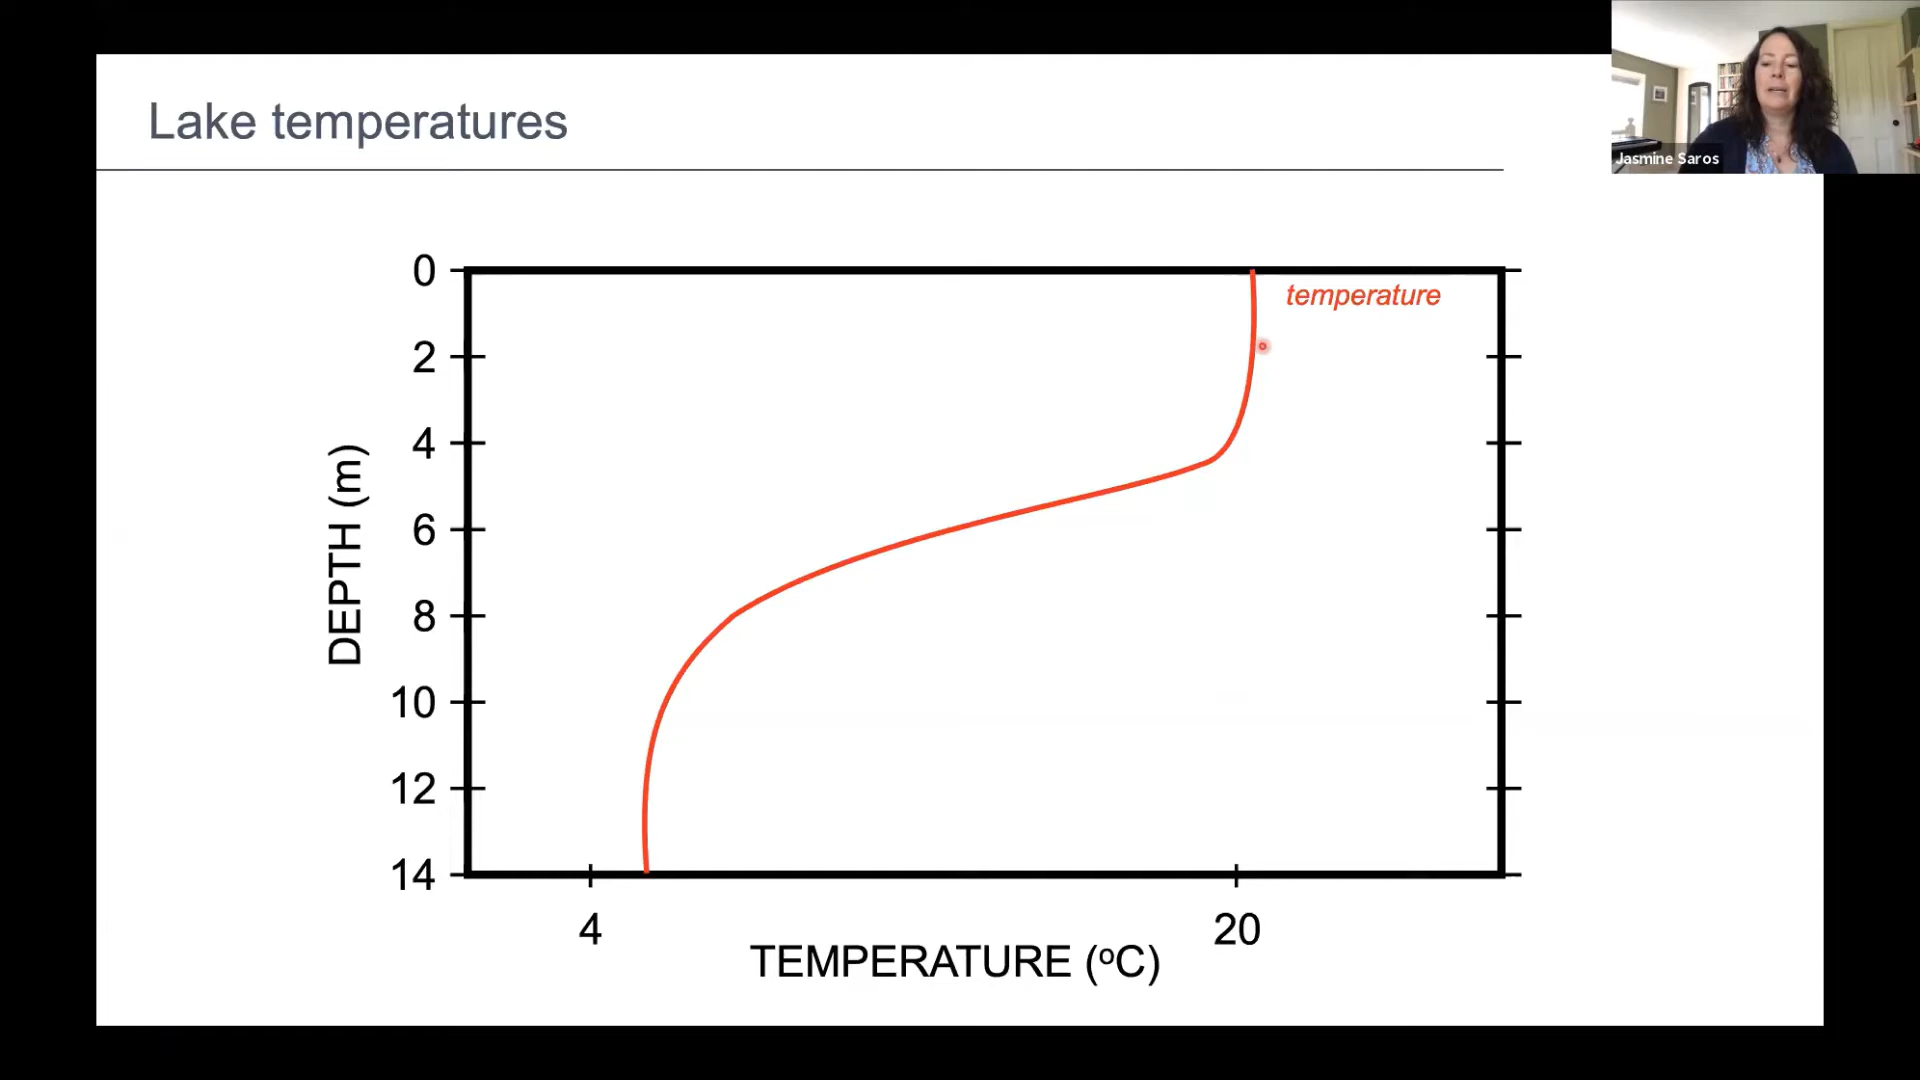 Lake temperatures
Jasmine Saros
temperature
0
2
4
6
8
10
12
14
DEPTH (m)
4
20
TEMPERATURE (ºC)